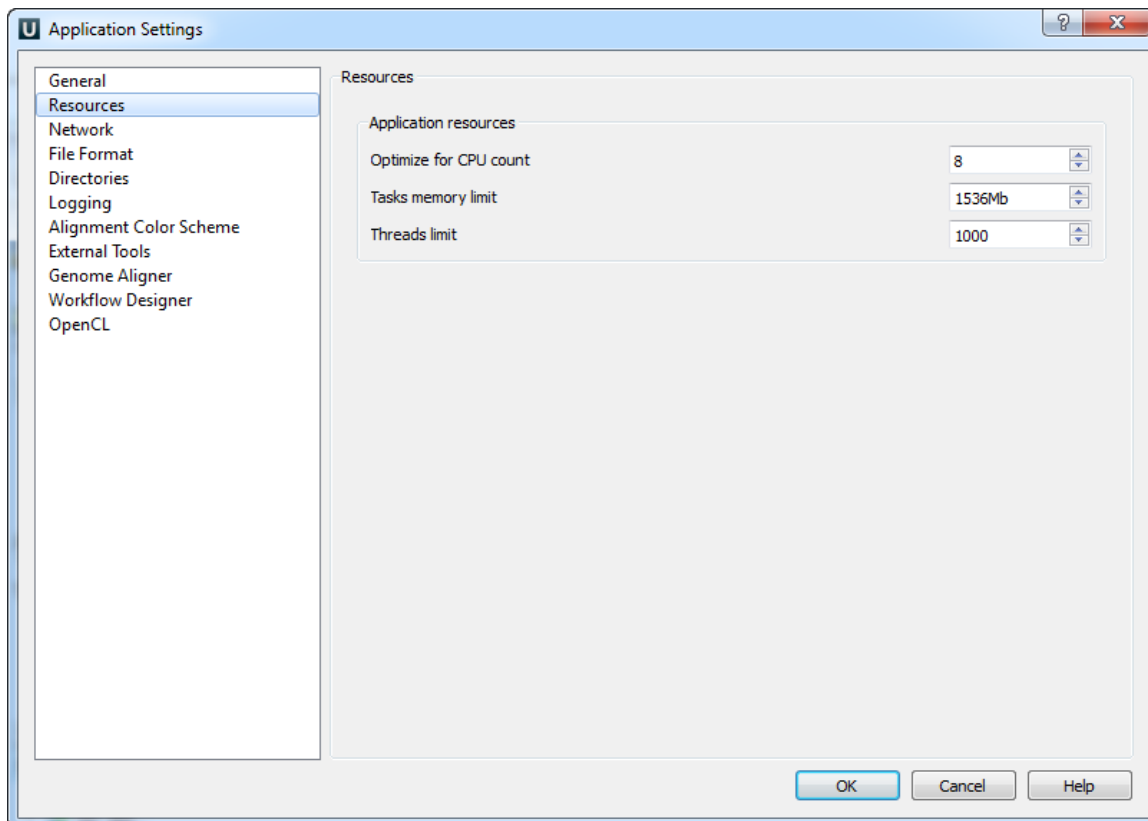 U Application Settings
General
Resources
Network
File Format
Directories
Logging
Alignment Color Scheme
External Tools
Genome Aligner
Workflow Designer
OpenCL
Resources
Application resources
Optimize for CPU count 8
Tasks memory limit 1536Mb
Threads limit 1000
OK Cancel Help